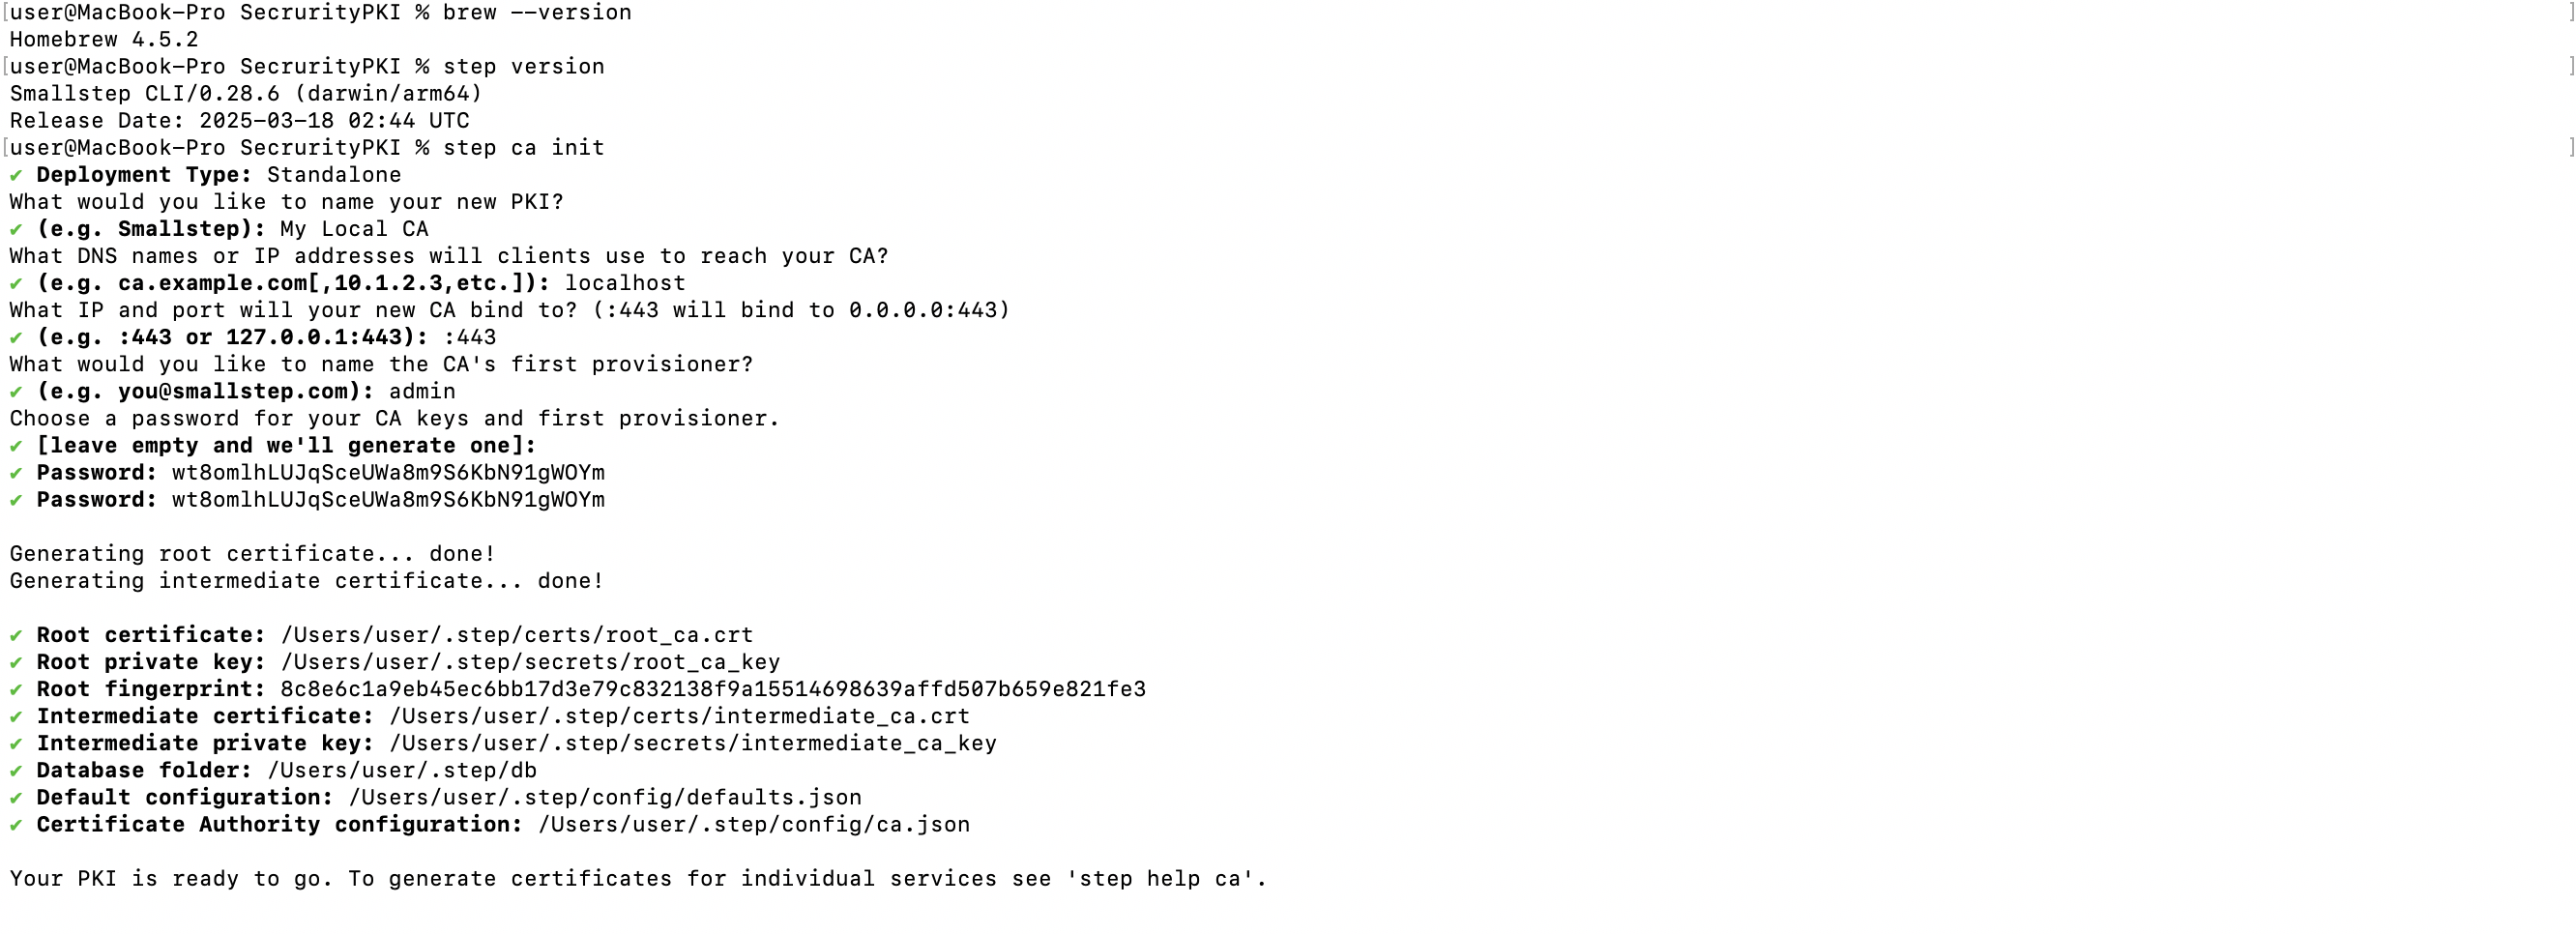 [user@MacBook-Pro SecrurityPKI % brew --version ]
Homebrew 4.5.2
[user@MacBook-Pro SecrurityPKI % step version ]
Smallstep CLI/0.28.6 (darwin/arm64)
Release Date: 2025-03-18 02:44 UTC
[user@MacBook-Pro SecrurityPKI % step ca init ]
✔ Deployment Type: Standalone
What would you like to name your new PKI?
✔ (e.g. Smallstep): My Local CA
What DNS names or IP addresses will clients use to reach your CA?
✔ (e.g. ca.example.com[,10.1.2.3,etc.]): localhost
What IP and port will your new CA bind to? (:443 will bind to 0.0.0.0:443)
✔ (e.g. :443 or 127.0.0.1:443): :443
What would you like to name the CA's first provisioner?
✔ (e.g. you@smallstep.com): admin
Choose a password for your CA keys and first provisioner.
✔ [leave empty and we'll generate one]:
✔ Password: wt8omlhLUJqSceUWa8m9S6KbN91gWOYm
✔ Password: wt8omlhLUJqSceUWa8m9S6KbN91gWOYm
Generating root certificate... done!
Generating intermediate certificate... done!
✔ Root certificate: /Users/user/.step/certs/root_ca.crt
✔ Root private key: /Users/user/.step/secrets/root_ca_key
✔ Root fingerprint: 8c8e6c1a9eb45ec6bb17d3e79c832138f9a15514698639affd507b659e821fe3
✔ Intermediate certificate: /Users/user/.step/certs/intermediate_ca.crt
✔ Intermediate private key: /Users/user/.step/secrets/intermediate_ca_key
✔ Database folder: /Users/user/.step/db
✔ Default configuration: /Users/user/.step/config/defaults.json
✔ Certificate Authority configuration: /Users/user/.step/config/ca.json
Your PKI is ready to go. To generate certificates for individual services see 'step help ca'.